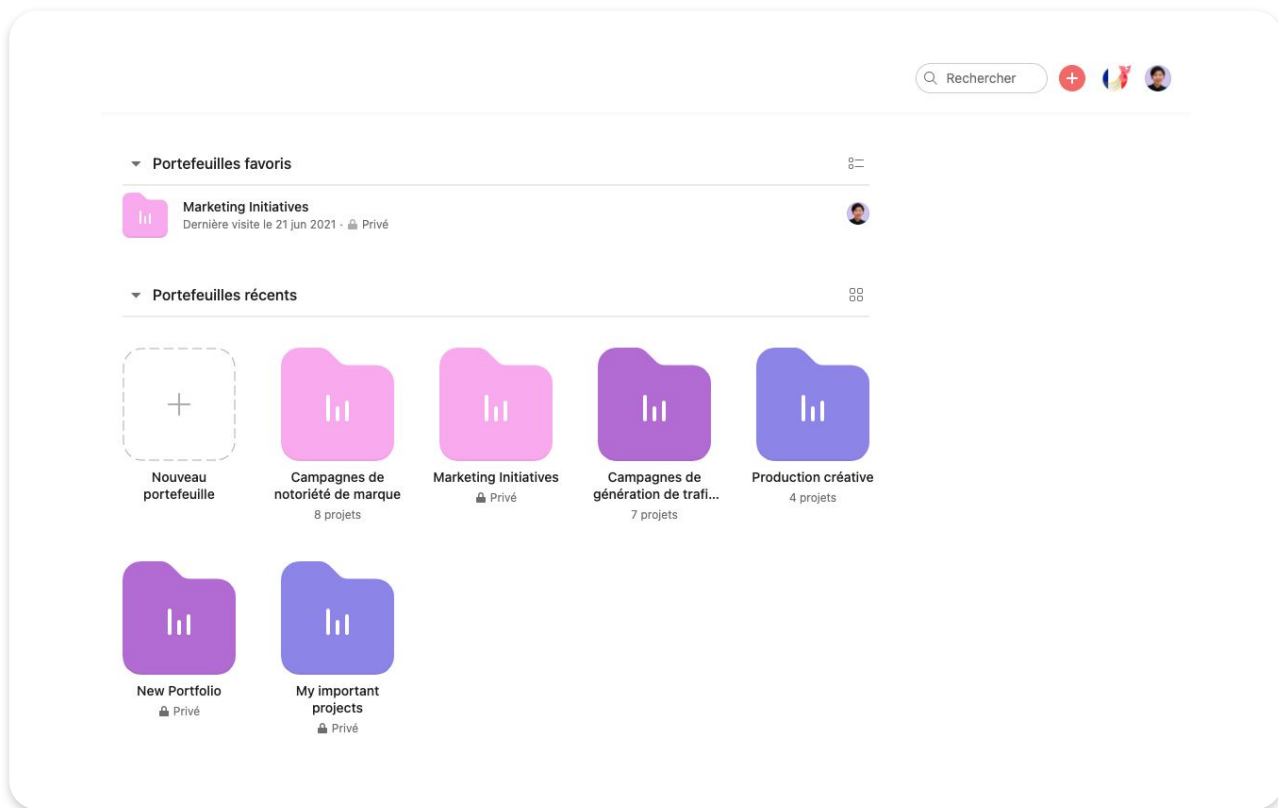 Rechercher
Portefeuilles favoris
Marketing Initiatives
Dernière visite le 21 jun 2021 - Privé
Portefeuilles récents
Nouveau
portefeuille
Campagnes de
notoriété de marque
8 projets
Marketing Initiatives
Privé
Campagnes de
génération de trafi...
7 projets
Production créative
4 projets
New Portfolio
Privé
My important
projects
Privé